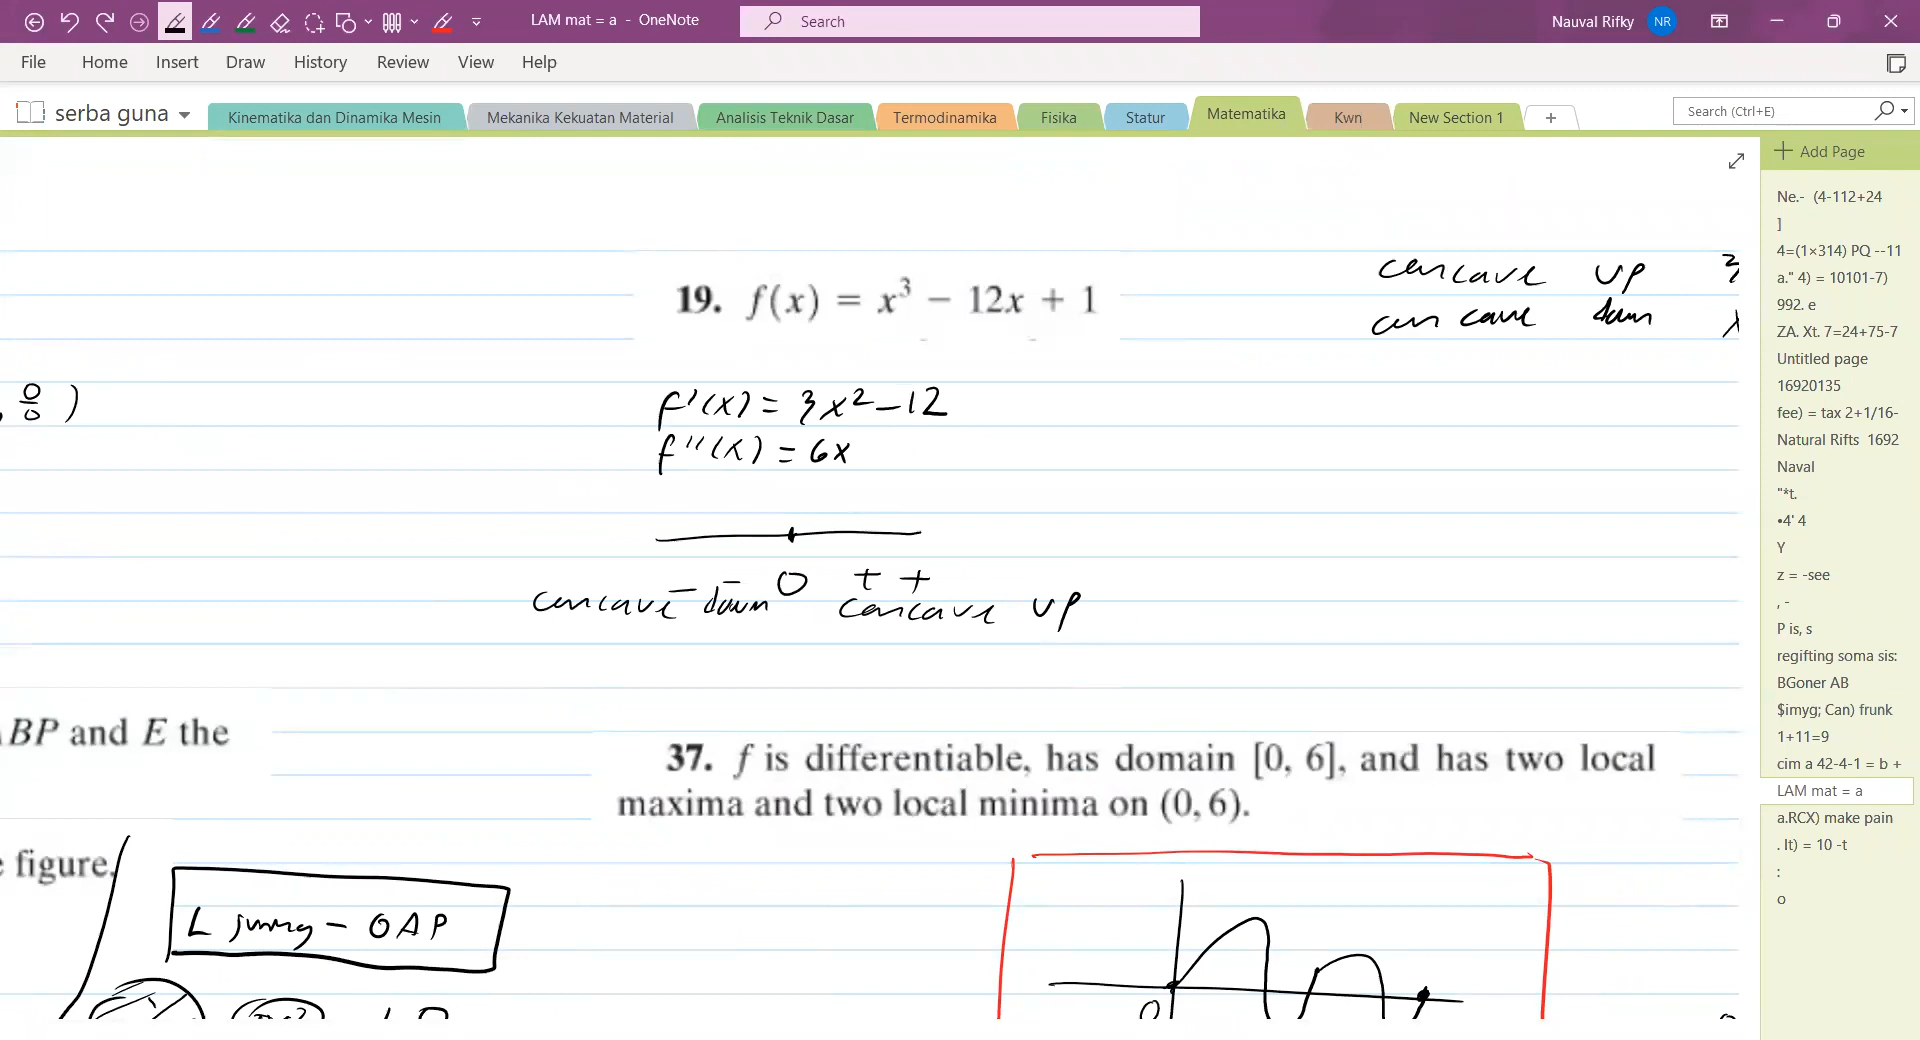 LAM mat = a - OneNote
Search
Nauval Rifky NR
File Home Insert Draw History Review View Help
serba guna
Kinematika dan Dinamika Mesin
Mekanika Kekuatan Material
Analisis Teknik Dasar
Termodinamika
Fisika
Statur
Matematika
Kwn
New Section 1
+
Search (Ctrl+E)
Add Page
Ne.- (4-112+24
]
4=(1×314) PQ --11
a." 4) = 10101-7)
992. e
ZA. Xt. 7=24+75-7
Untitled page
16920135
fee) = tax 2+1/16-
Natural Rifts 1692
Naval
"*t.
•4' 4
Y
z = -see
, -
P is, s
regifting soma sis:
BGoner AB
$imyg; Can) frunk
1+11=9
cim a 42-4-1 = b +
LAM mat = a
a.RCX) make pain
. It) = 10 -t
:
o
19. f(x) = x³ − 12x + 1
concave up
concave down
0/0 )
f'(x) = 3x² − 12
f''(x) = 6x
− − 0 + +
concave down concave up
BP and E the
37. f is differentiable, has domain [0, 6], and has two local
maxima and two local minima on (0, 6).
figure.
OAP
0